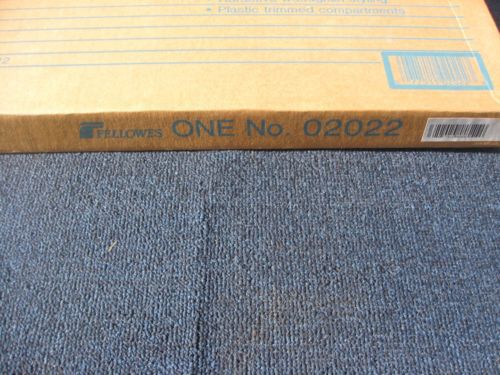 • Plastic trimmed compartments
FELLOWES ONE No. 02022